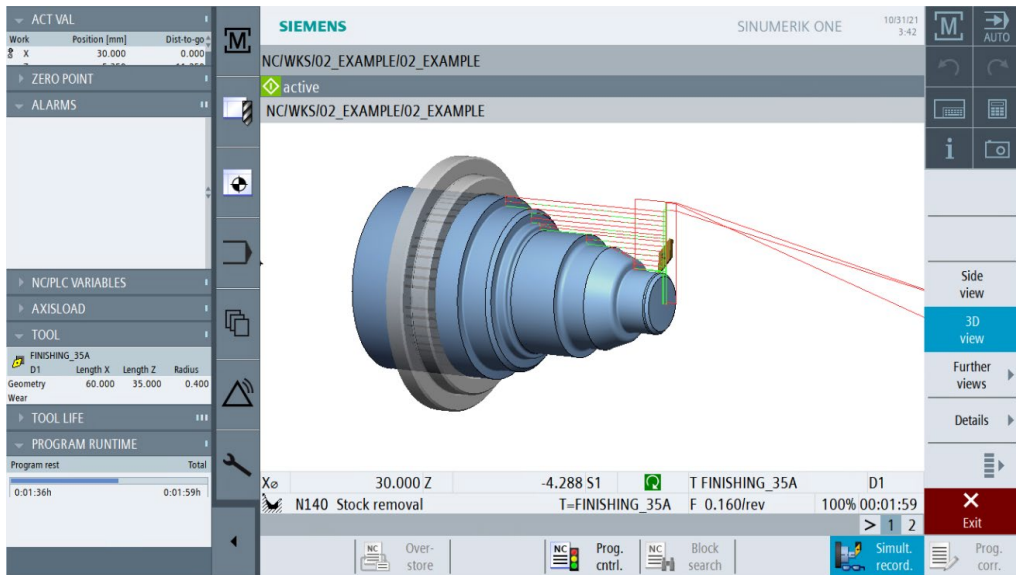 ACT VAL
Work Position [mm] Dist-to-go
X 30.000 0.000
ZERO POINT
ALARMS
NC/PLC VARIABLES
AXISLOAD
TOOL
FINISHING_35A
D1 Length X Length Z Radius
Geometry 60.000 35.000 0.400
Wear
TOOL LIFE
PROGRAM RUNTIME
Program rest Total
0:01:36h 0:01:59h
M
SIEMENS
SINUMERIK ONE
10/31/21
3:42
NC/WKS/02_EXAMPLE/02_EXAMPLE
active
NC/WKS/02_EXAMPLE/02_EXAMPLE
X⌀ 30.000 Z -4.288 S1 T FINISHING_35A D1
N140 Stock removal T=FINISHING_35A F 0.160/rev 100% 00:01:59
> 1 2
NC Over-
store
NC Prog.
cntrl.
NC Block
search
Simult.
record.
Prog.
corr.
M
AUTO
i
Side
view
3D
view
Further
views
Details
Exit